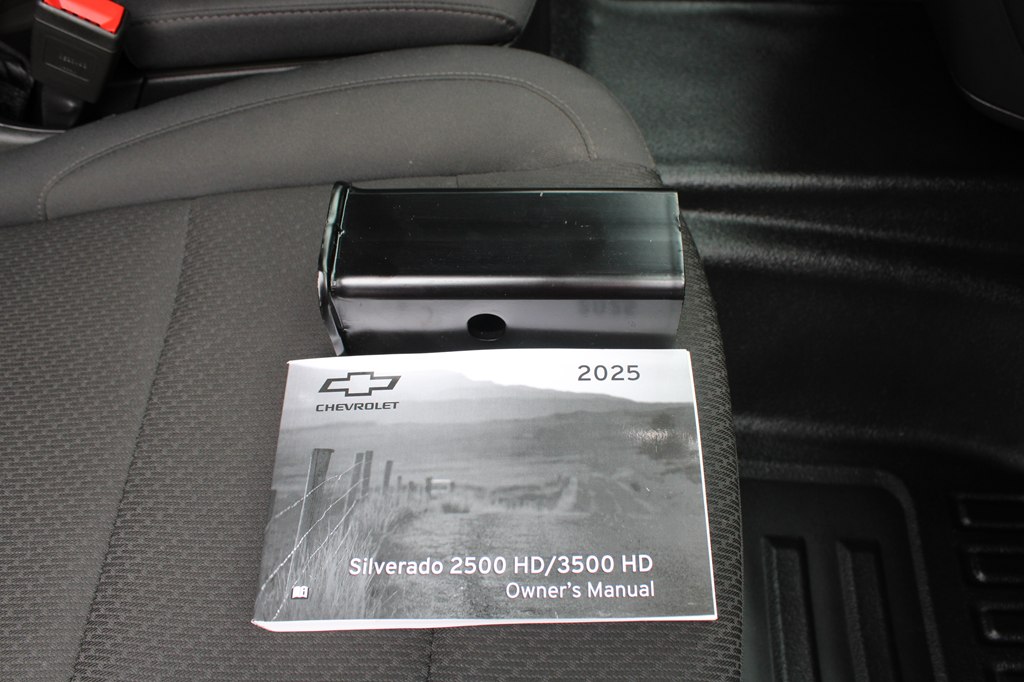 2025
CHEVROLET
Silverado 2500 HD/3500 HD
Owner's Manual